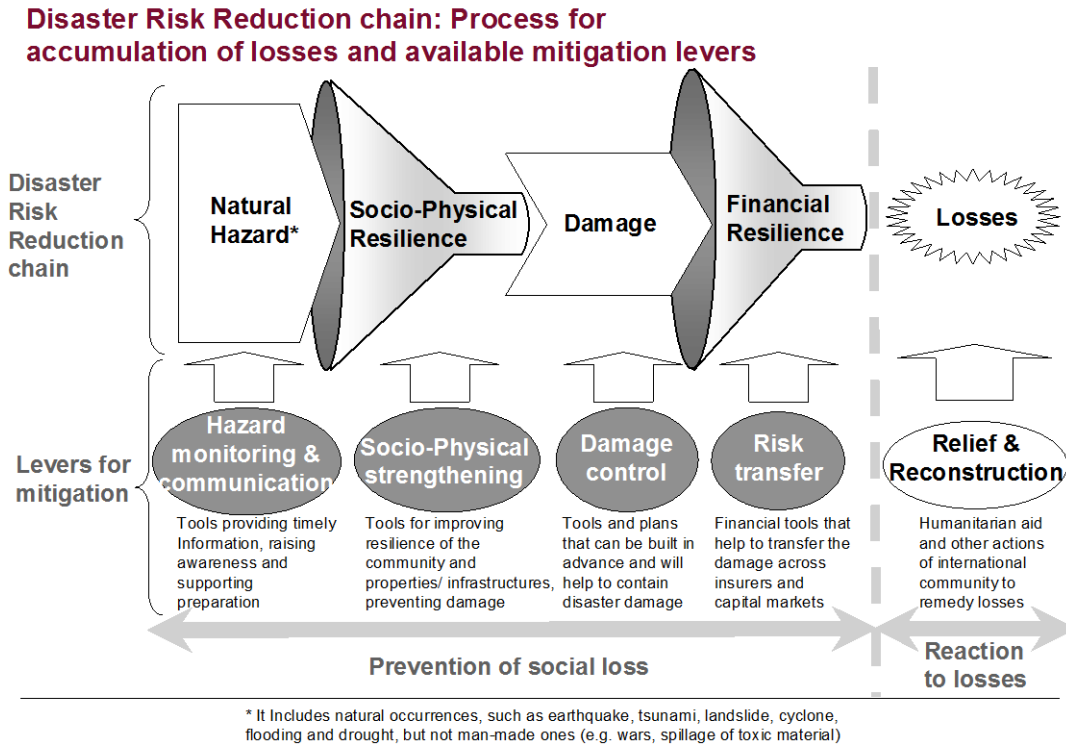 Disaster Risk Reduction chain: Process for
accumulation of losses and available mitigation levers
Disaster
Risk
Reduction
chain
Natural
Hazard*
Socio-Physical
Resilience
Damage
Financial
Resilience
Losses
Levers for
mitigation
Hazard
monitoring &
communication
Socio-Physical
strengthening
Damage
control
Risk
transfer
Relief &
Reconstruction
Tools providing timely
Information, raising
awareness and
supporting
preparation
Tools for improving
resilience of the
community and
properties/ infrastructures,
preventing damage
Tools and plans
that can be built in
advance and will
help to contain
disaster damage
Financial tools that
help to transfer the
damage across
insurers and
capital markets
Humanitarian aid
and other actions
of international
community to
remedy losses
Prevention of social loss
Reaction
to losses
* It Includes natural occurrences, such as earthquake, tsunami, landslide, cyclone,
flooding and drought, but not man-made ones (e.g. wars, spillage of toxic material)